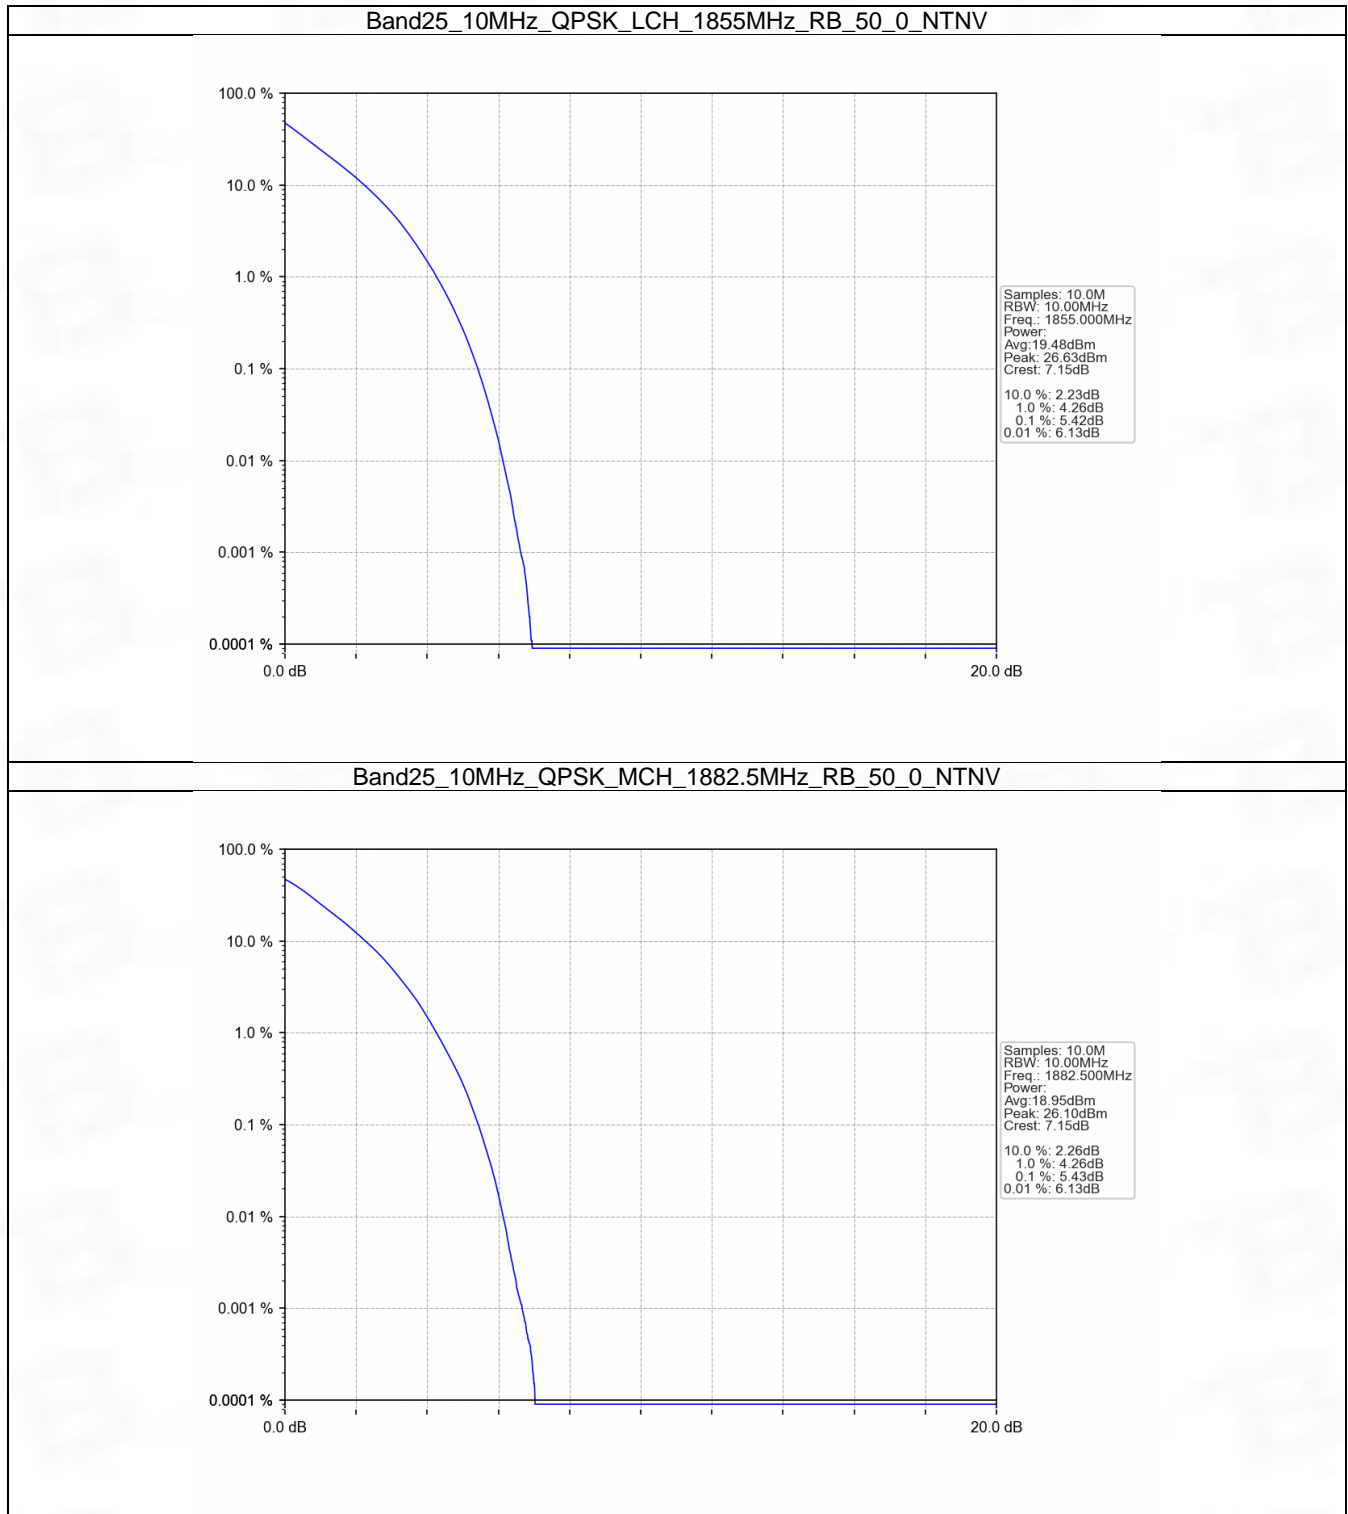 Band25_10MHz_QPSK_LCH_1855MHz_RB_50_0_NTNV
100.0 %
10.0 %
1.0 %
0.1 %
0.01 %
0.001 %
0.0001 %
0.0 dB
20.0 dB
Samples: 10.0M
RBW: 10.00MHz
Freq.: 1855.000MHz
Power:
Avg:19.48dBm
Peak: 26.63dBm
Crest: 7.15dB
10.0 %: 2.23dB
1.0 %: 4.26dB
0.1 %: 5.42dB
0.01 %: 6.13dB
Band25_10MHz_QPSK_MCH_1882.5MHz_RB_50_0_NTNV
100.0 %
10.0 %
1.0 %
0.1 %
0.01 %
0.001 %
0.0001 %
0.0 dB
20.0 dB
Samples: 10.0M
RBW: 10.00MHz
Freq.: 1882.500MHz
Power:
Avg:18.95dBm
Peak: 26.10dBm
Crest: 7.15dB
10.0 %: 2.26dB
1.0 %: 4.26dB
0.1 %: 5.43dB
0.01 %: 6.13dB